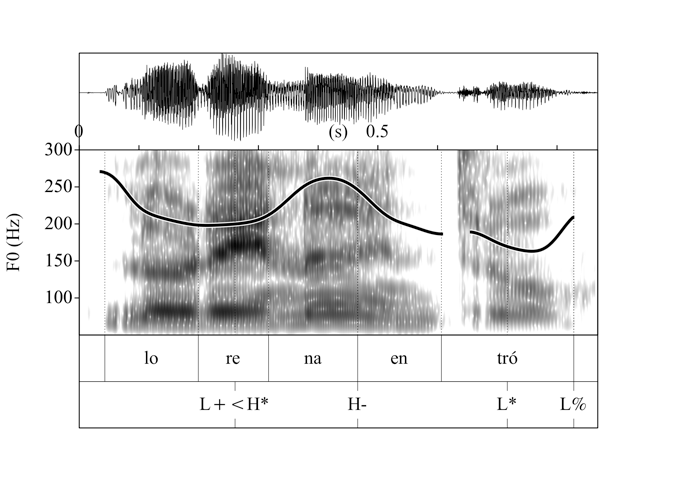 0 (s) 0.5
300
250
200
150
100
F0 (Hz)
lo re na en tró
L + < H* H- L* L%